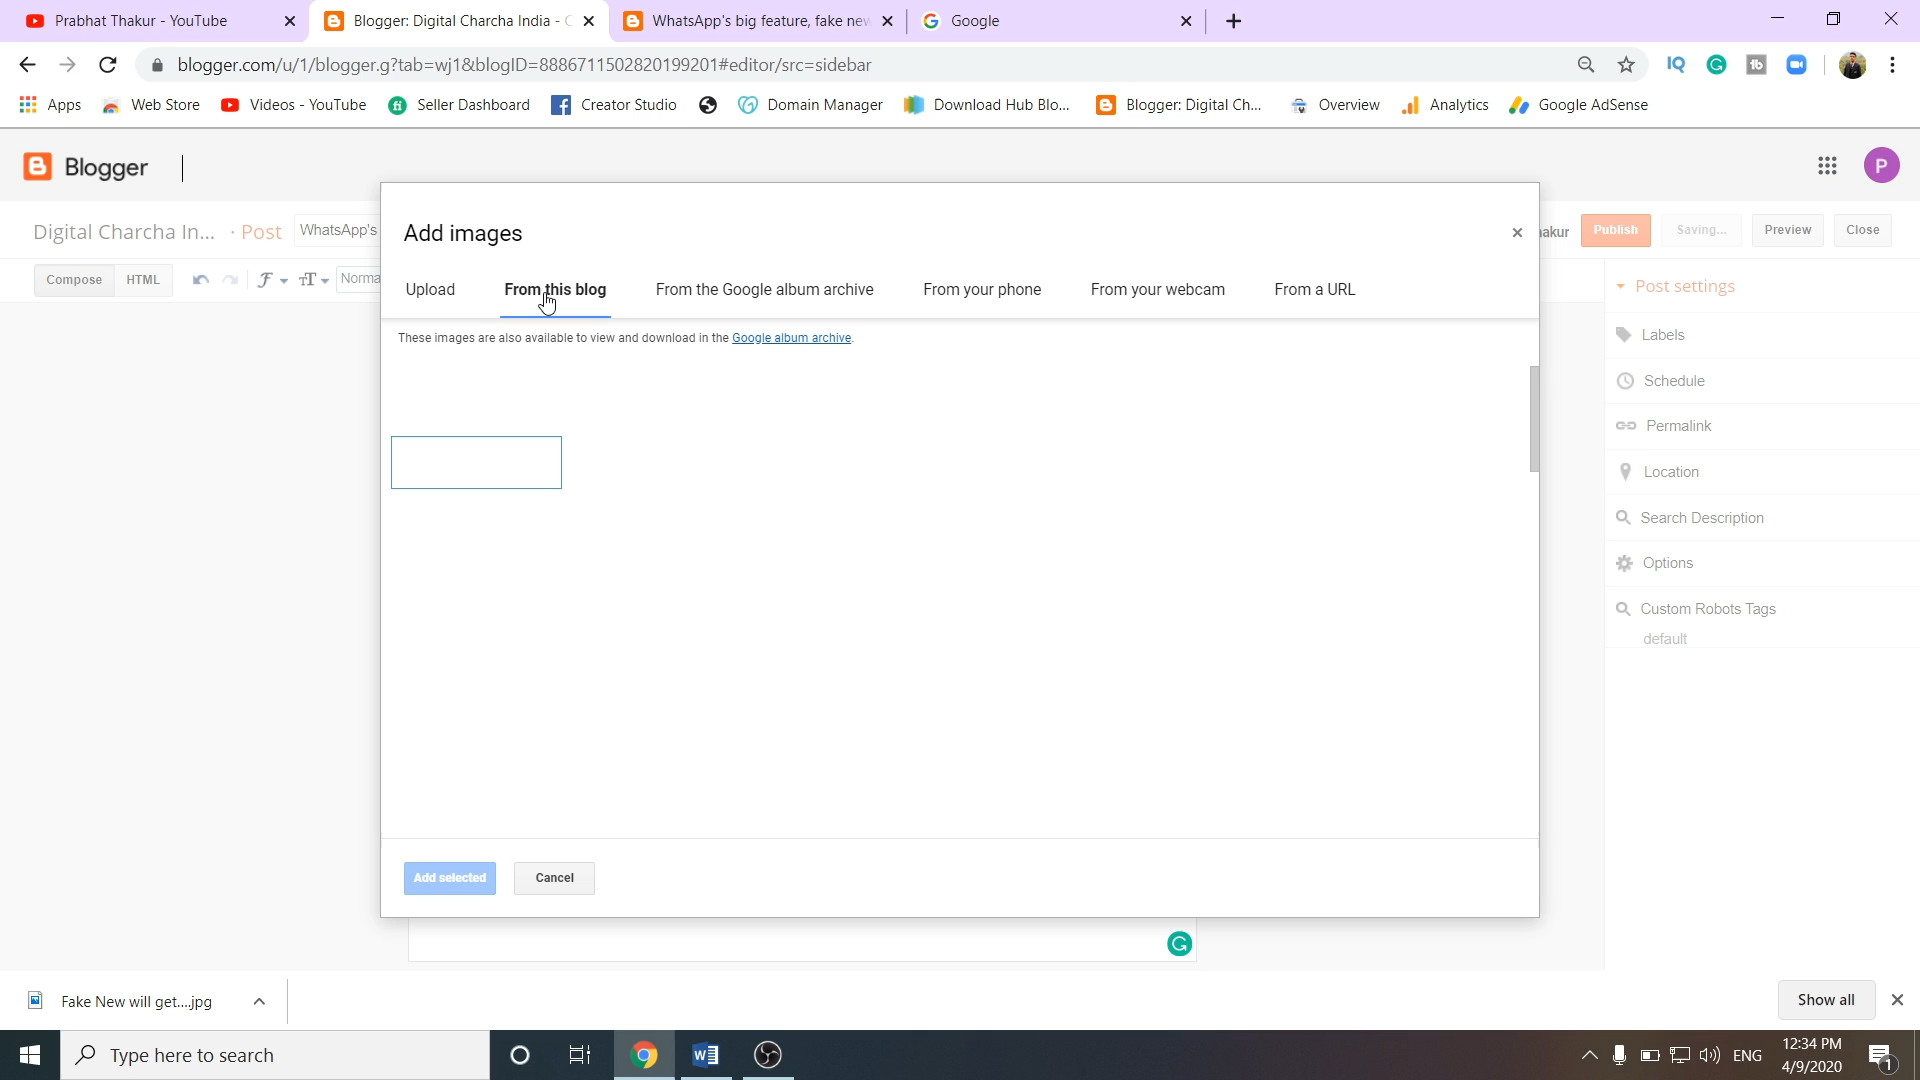 Prabhat Thakur - YouTube
Blogger: Digital Charcha India -
WhatsApp's big feature, fake new
Google
blogger.com/u/1/blogger.g?tab=wj1&blogID=8886711502820199201#editor/src=sidebar
Apps
Web Store
Videos - YouTube
Seller Dashboard
Creator Studio
Domain Manager
Download Hub Blo...
Blogger: Digital Ch...
Overview
Analytics
Google AdSense
Blogger
P
Digital Charcha In... · Post
WhatsApp's
akur
Publish
Saving...
Preview
Close
Compose
HTML
Norma
Add images
Upload
From this blog
From the Google album archive
From your phone
From your webcam
From a URL
These images are also available to view and download in the Google album archive.
Add selected
Cancel
Post settings
Labels
Schedule
Permalink
Location
Search Description
Options
Custom Robots Tags
default
Fake New will get....jpg
Show all
Type here to search
ENG
12:34 PM
4/9/2020
1